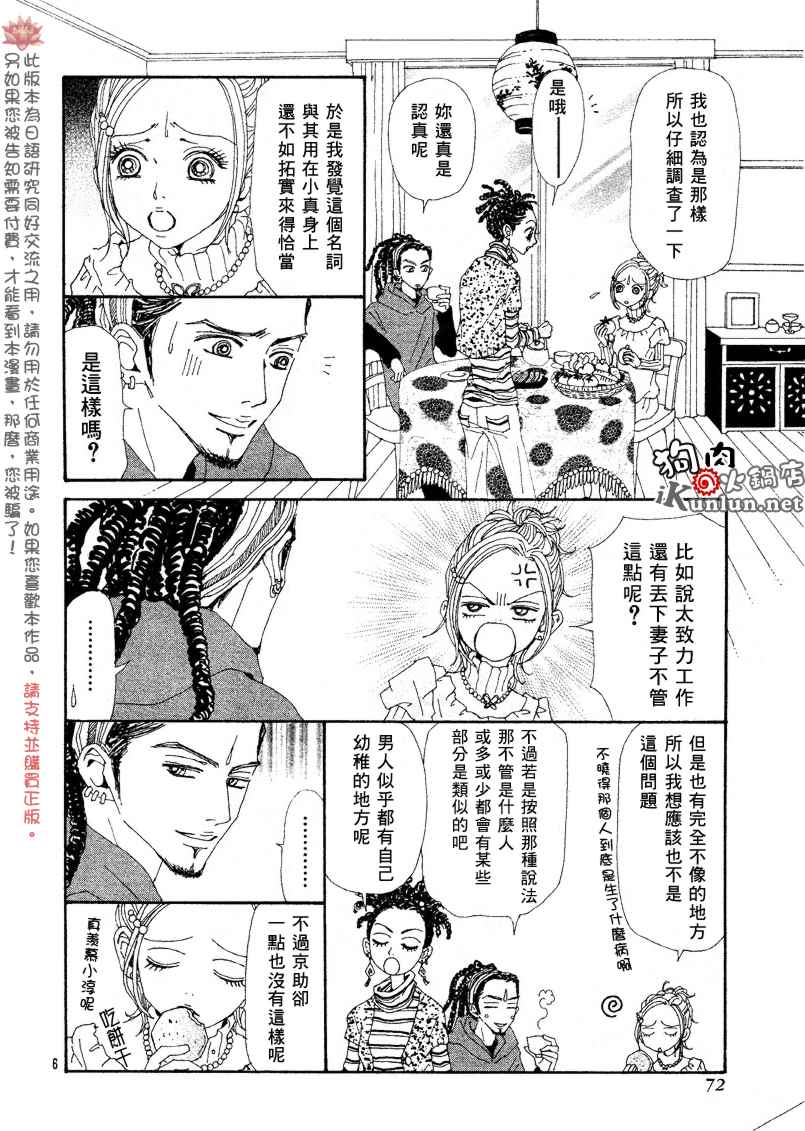 我也認為是那樣
所以仔細調查了一下
是哦——
妳還真是
認真呢
於是我發覺這個名詞
與其用在小真身上
還不如拓實來得恰當
是這樣嗎？
比如說太致力工作
還有丟下妻子不管
這點呢？
…………
但是也有完全不像的地方
所以我想應該也不是
這個問題
不曉得那個人到底是生了什麼病啊
不過若是按照那種說法
那不管是什麼人
或多或少都會有某些
部分是類似的吧
男人似乎都有自己
幼稚的地方呢
…………
不過京助卻
一點也沒有這樣呢
真羨慕小淳呢
吃餅干
狗肉火鍋店
iKunlun.net
此版本為日語研究同好交流之用，請勿用於任何商業用途。如果您喜歡本作品，請支持並購買正版。
又如果您被告知需要付費，才能看到本漫畫，那麼，您被騙了！
6
72